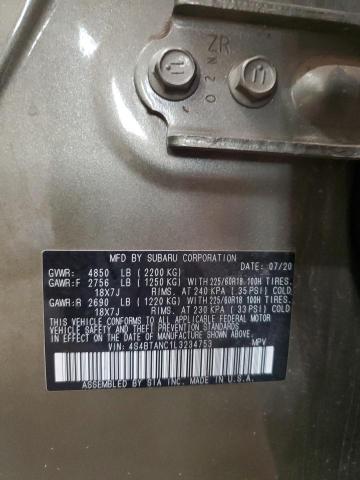 ZR
O2N
11
11
MFD BY SUBARU CORPORATION
GVWR: 4850 LB (2200 KG) DATE: 07/20
GAWR:F 2756 LB (1250 KG) WITH 225/60R18 100H TIRES.
18X7J RIMS. AT 240 KPA (35 PSI) COLD
GAWR:R 2690 LB (1220 KG) WITH 225/60R18 100H TIRES.
18X7J RIMS. AT 230 KPA (33 PSI) COLD
THIS VEHICLE CONFORMS TO ALL APPLICABLE FEDERAL MOTOR
VEHICLE SAFETY, BUMPER, AND THEFT PREVENTION STANDARDS
IN EFFECT ON THE DATE OF MANUFACTURE SHOWN ABOVE.
VIN: 4S4BTANC1L3234753 MPV
ASSEMBLED BY SIA INC. MADE IN U.S.A.